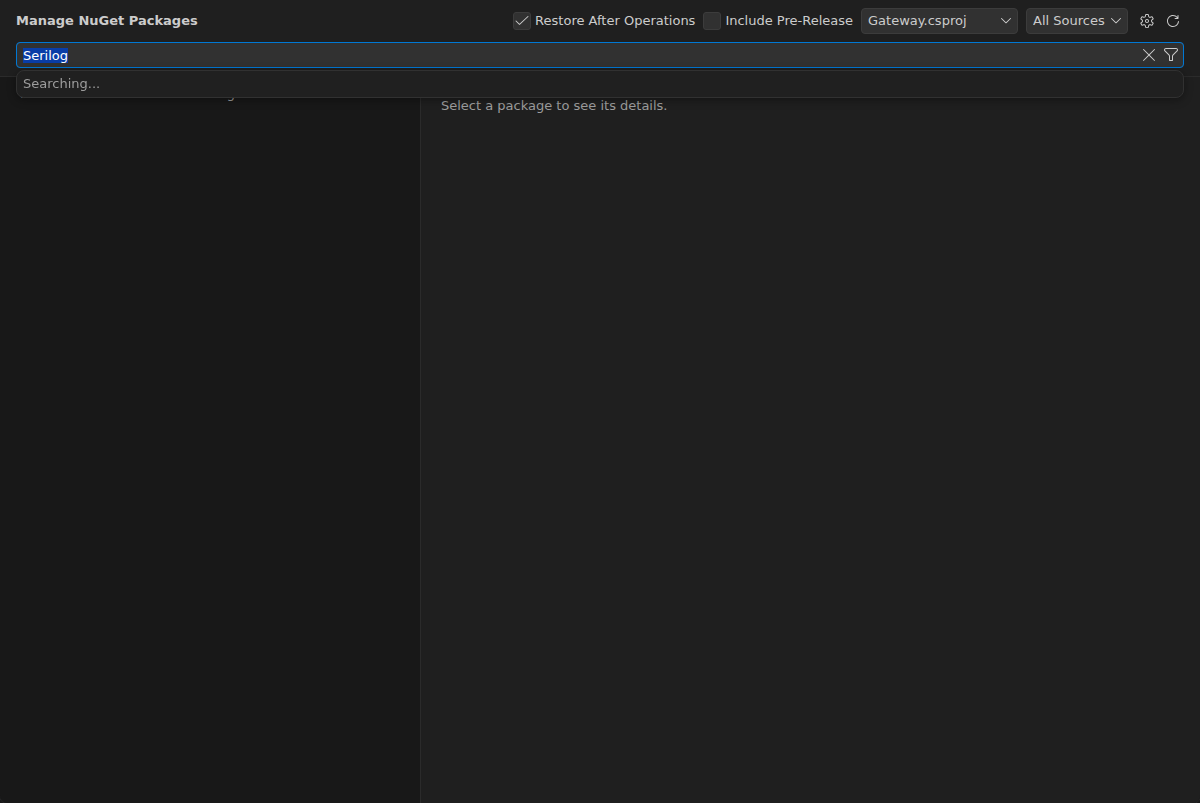 Manage NuGet Packages
Restore After Operations
Include Pre-Release
Gateway.csproj
All Sources
Serilog
Searching...
Select a package to see its details.